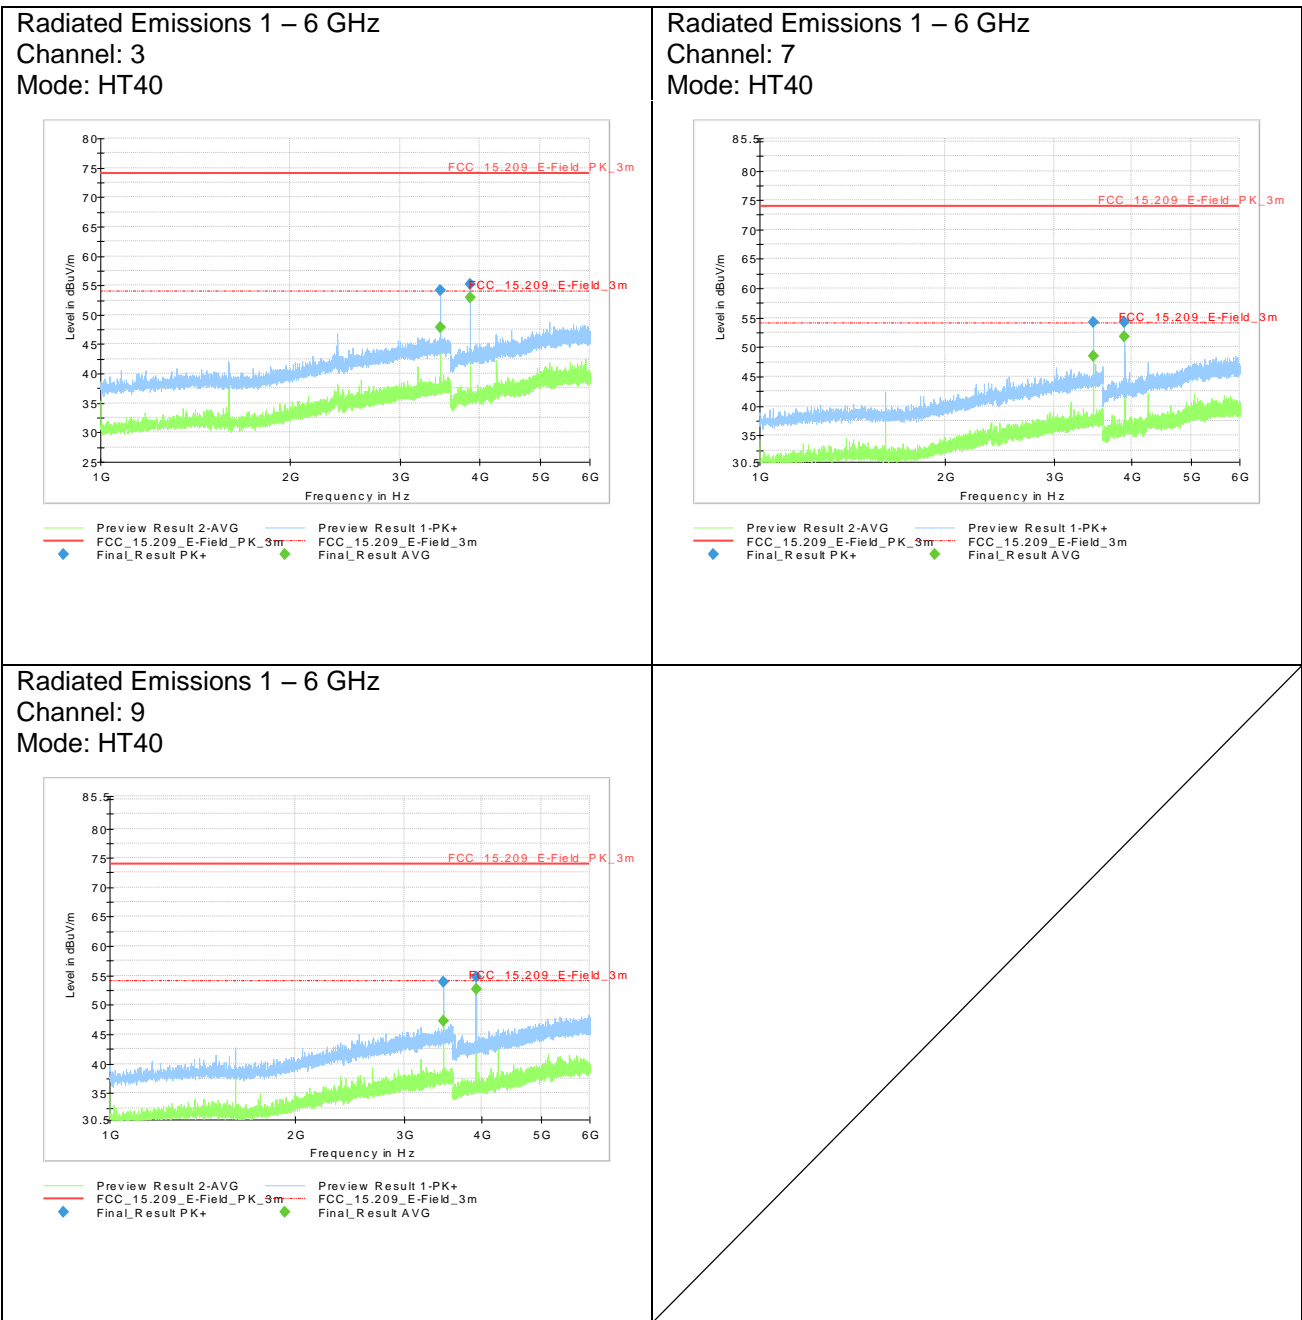 Radiated Emissions 1 – 6 GHz
Channel: 3
Mode: HT40
80
75
70
65
60
55
50
45
40
35
30
25
Level in dBuV/m
FCC_15.209_E-Field_PK_3m
FCC_15.209_E-Field_3m
1G 2G 3G 4G 5G 6G
Frequency in Hz
Preview Result 2-AVG Preview Result 1-PK+
FCC_15.209_E-Field_PK_3m FCC_15.209_E-Field_3m
Final_Result PK+ Final_Result AVG
Radiated Emissions 1 – 6 GHz
Channel: 7
Mode: HT40
85.5
80
75
70
65
60
55
50
45
40
35
30.5
Level in dBuV/m
FCC_15.209_E-Field_PK_3m
FCC_15.209_E-Field_3m
1G 2G 3G 4G 5G 6G
Frequency in Hz
Preview Result 2-AVG Preview Result 1-PK+
FCC_15.209_E-Field_PK_3m FCC_15.209_E-Field_3m
Final_Result PK+ Final_Result AVG
Radiated Emissions 1 – 6 GHz
Channel: 9
Mode: HT40
85.5
80
75
70
65
60
55
50
45
40
35
30.5
Level in dBuV/m
FCC_15.209_E-Field_PK_3m
FCC_15.209_E-Field_3m
1G 2G 3G 4G 5G 6G
Frequency in Hz
Preview Result 2-AVG Preview Result 1-PK+
FCC_15.209_E-Field_PK_3m FCC_15.209_E-Field_3m
Final_Result PK+ Final_Result AVG